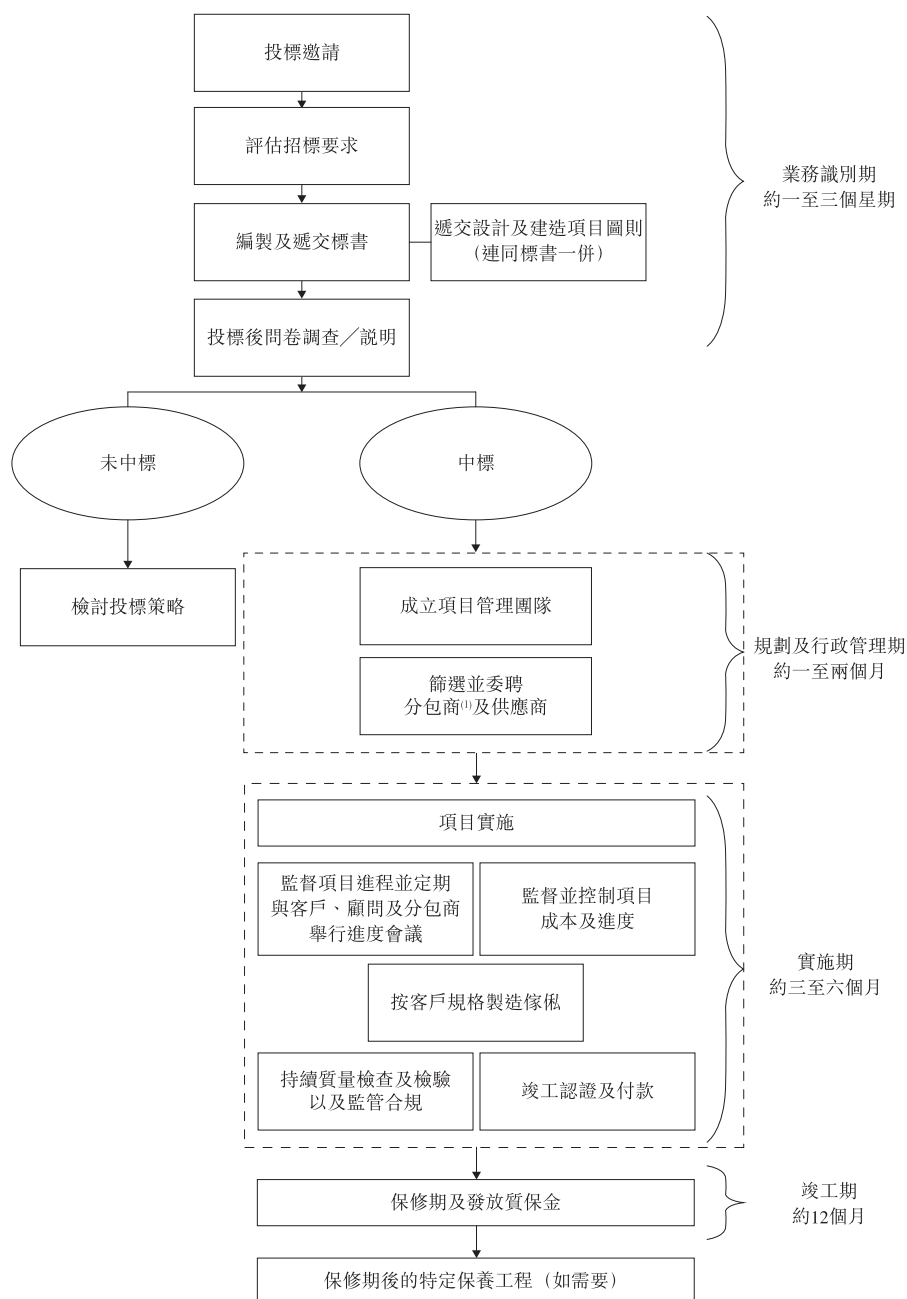 投標邀請
評估招標要求
業務識別期
約一至三個星期
編製及遞交標書
遞交設計及建造項目圖則
（連同標書一併）
投標後問卷調查／説明
未中標
中標
檢討投標策略
成立項目管理團隊
篩選並委聘
分包商(1)及供應商
規劃及行政管理期
約一至兩個月
項目實施
監督項目進程並定期
與客戶、顧問及分包商
舉行進度會議
監督並控制項目
成本及進度
按客戶規格製造傢俬
實施期
約三至六個月
持續質量檢查及檢驗
以及監管合規
竣工認證及付款
保修期及發放質保金
竣工期
約12個月
保修期後的特定保養工程（如需要）